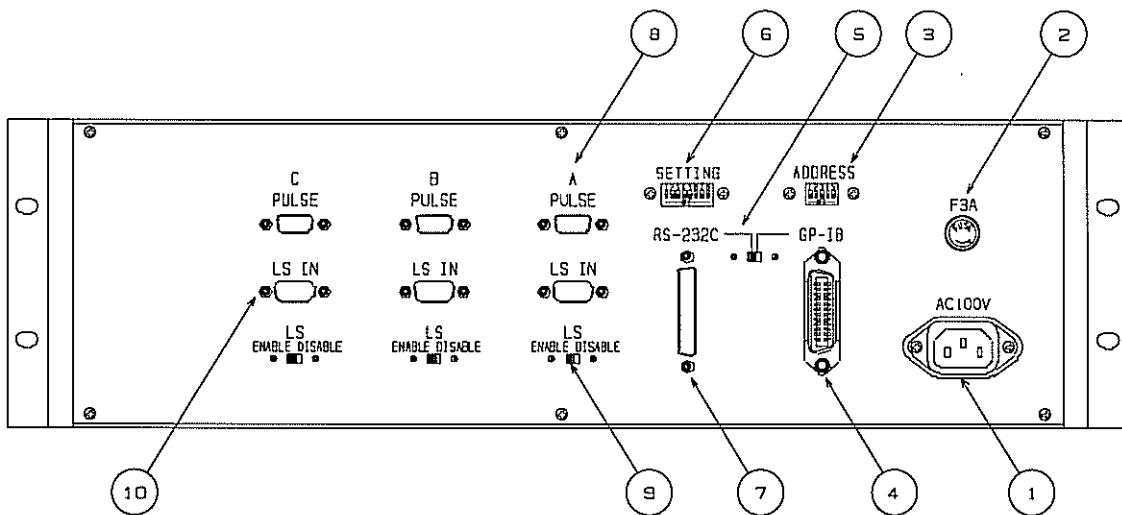 8
6
5
3
2
SETTING
ADDRESS
C
PULSE
B
PULSE
A
PULSE
F3A
RS-232C
GP-IB
LS IN
LS IN
LS IN
AC100V
LS
ENABLE DISABLE
LS
ENABLE DISABLE
LS
ENABLE DISABLE
10
9
7
4
1